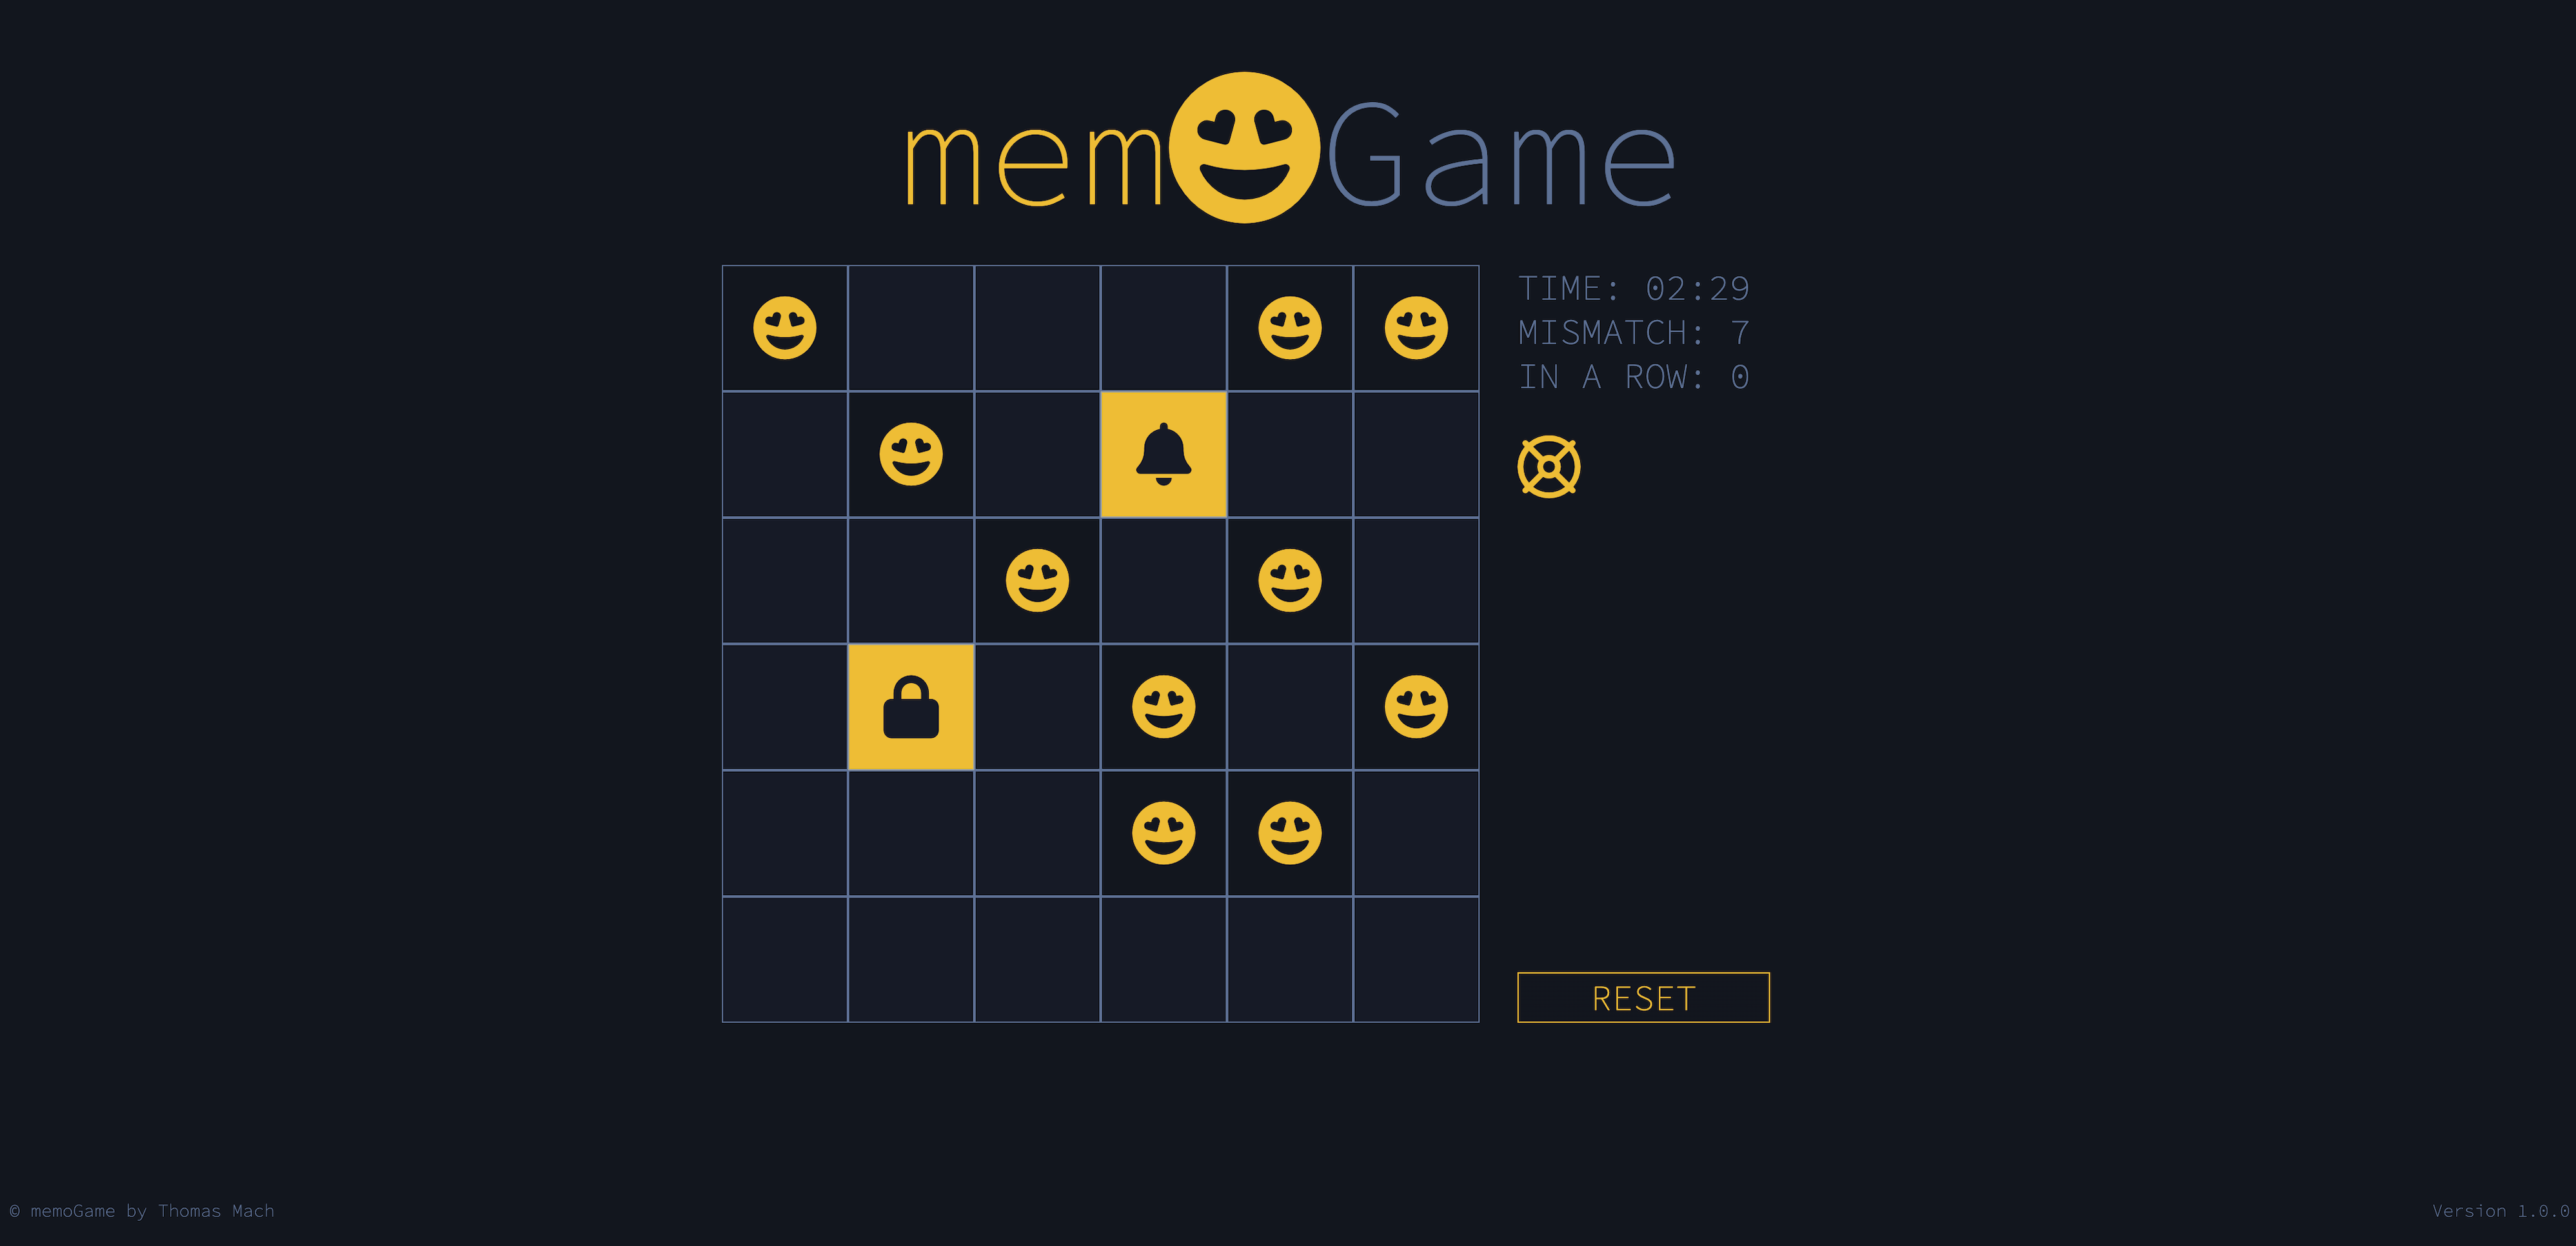 mem😍Game
TIME: 02:29
MISMATCH: 7
IN A ROW: 0
RESET
© memoGame by Thomas Mach
Version 1.0.0